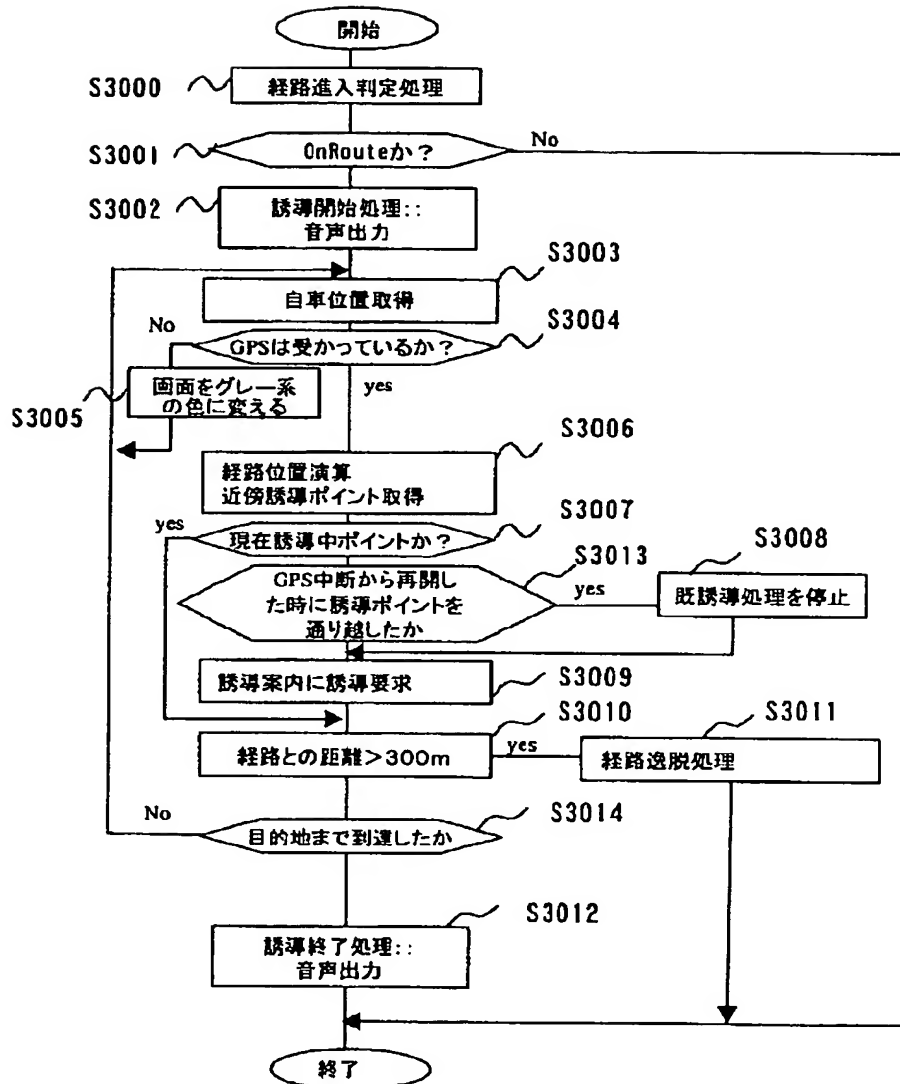 開始
S3000
経路進入判定処理
S3001
OnRouteか？
No
S3002
誘導開始処理::
音声出力
S3003
自車位置取得
S3004
No
GPSは受かっているか？
yes
S3005
画面をグレー系
の色に変える
S3006
経路位置演算
近傍誘導ポイント取得
S3007
yes
現在誘導中ポイントか？
S3013
S3008
GPS中断から再開し
た時に誘導ポイントを
通り越したか
yes
既誘導処理を停止
誘導案内に誘導要求
S3009
S3010
S3011
経路との距離＞300m
yes
経路逸脱処理
No
S3014
目的地まで到達したか
S3012
誘導終了処理::
音声出力
終了